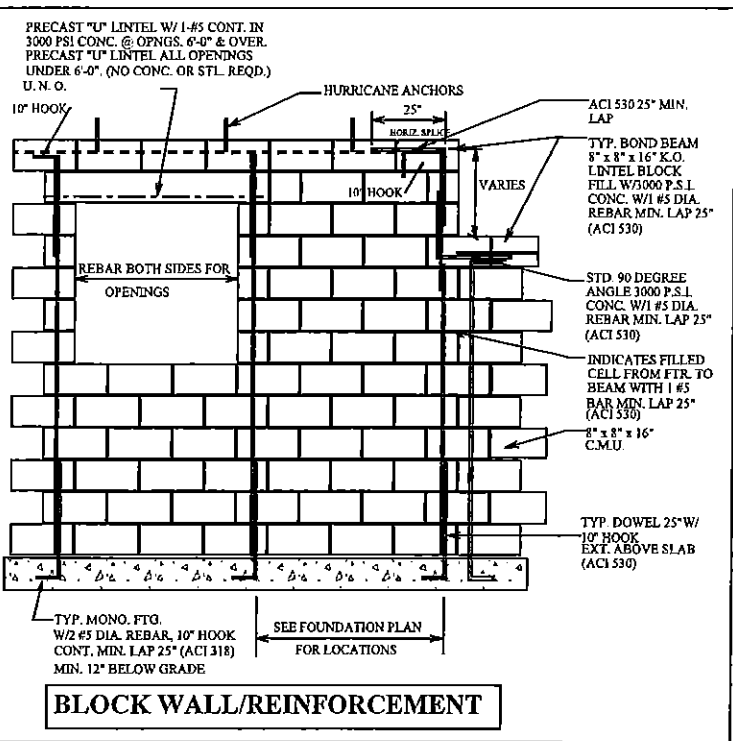 PRECAST "U" LINTEL W/ 1-#5 CONT. IN
3000 PSI CONC. @ OPNGS. 6'-0" & OVER.
PRECAST "U" LINTEL ALL OPENINGS
UNDER 6'-0". (NO CONC. OR STL. REQD.)
U. N. O.
10" HOOK
HURRICANE ANCHORS
25"
HORIZ. SPLICE
ACI 530 25" MIN.
LAP
TYP. BOND BEAM
8" x 8" x 16" K.O.
LINTEL BLOCK
FILL W/3000 P.S.I.
CONC. W/1 #5 DIA.
REBAR MIN. LAP 25"
(ACI 530)
10" HOOK
VARIES
REBAR BOTH SIDES FOR
OPENINGS
STD. 90 DEGREE
ANGLE 3000 P.S.I.
CONC. W/1 #5 DIA.
REBAR MIN. LAP 25"
(ACI 530)
INDICATES FILLED
CELL FROM FTR. TO
BEAM WITH 1 #5
BAR MIN. LAP 25"
(ACI 530)
8" x 8" x 16"
C.M.U.
TYP. DOWEL 25" W/
10" HOOK
EXT. ABOVE SLAB
(ACI 530)
TYP. MONO. FTG.
W/2 #5 DIA. REBAR, 10" HOOK
CONT, MIN. LAP 25" (ACI 318)
MIN. 12" BELOW GRADE
SEE FOUNDATION PLAN
FOR LOCATIONS
BLOCK WALL/REINFORCEMENT